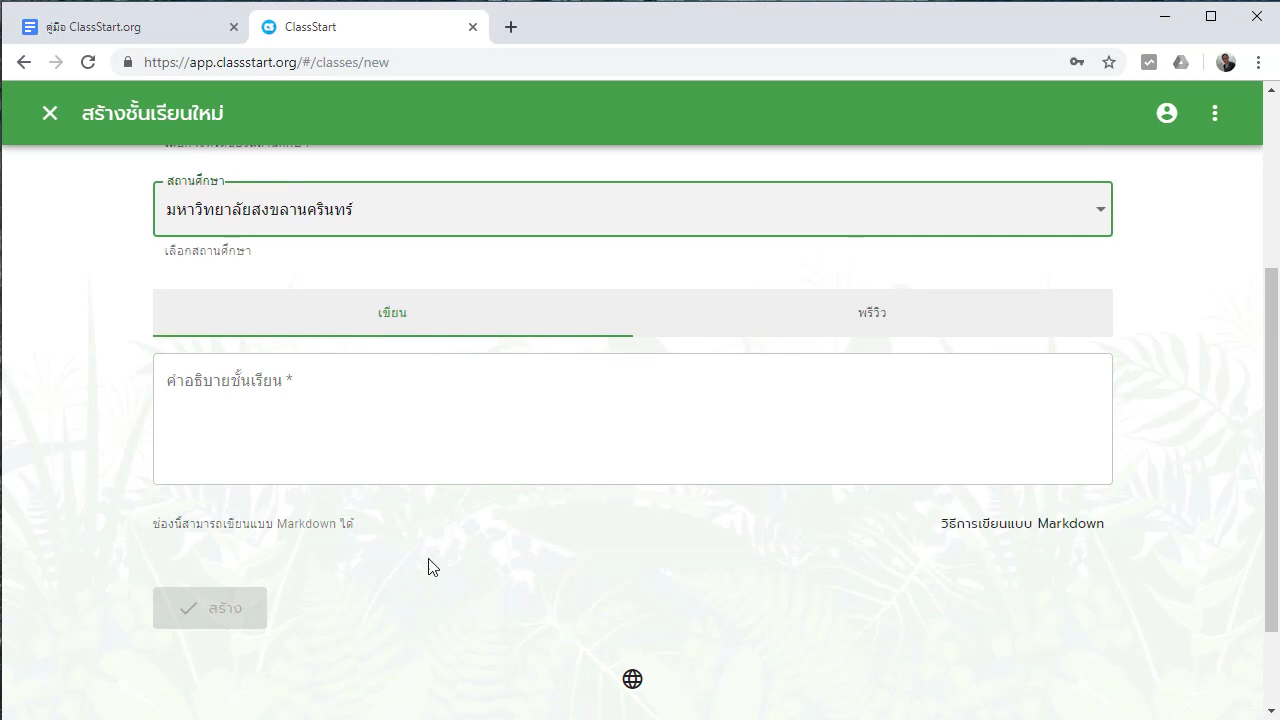 คู่มือ ClassStart.org
ClassStart
https://app.classstart.org/#/classes/new
สร้างชั้นเรียนใหม่
สถานศึกษา
มหาวิทยาลัยสงขลานครินทร์
เลือกสถานศึกษา
เขียน
พรีวิว
คำอธิบายชั้นเรียน *
ช่องนี้สามารถเขียนแบบ Markdown ได้
วิธีการเขียนแบบ Markdown
สร้าง